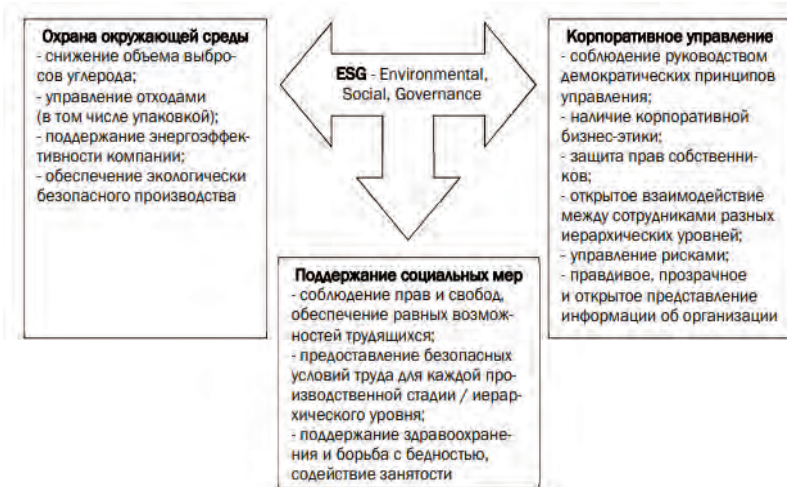 Охрана окружающей среды
- снижение объема выбро-
сов углерода;
- управление отходами
(в том числе упаковкой);
- поддержание энергоэффек-
тивности компании;
- обеспечение экологически
безопасного производства
ESG - Environmental,
Social, Governance
Корпоративное управление
- соблюдение руководством
демократических принципов
управления;
- наличие корпоративной
бизнес-этики;
- защита прав собственни-
ков;
- открытое взаимодействие
между сотрудниками разных
иерархических уровней;
- управление рисками;
- правдивое, прозрачное
и открытое представление
информации об организации
Поддержание социальных мер
- соблюдение прав и свобод,
обеспечение равных возмож-
ностей трудящихся;
- предоставление безопасных
условий труда для каждой про-
изводственной стадии / иерар-
хического уровня;
- поддержание здравоохране-
ния и борьба с бедностью,
содействие занятости